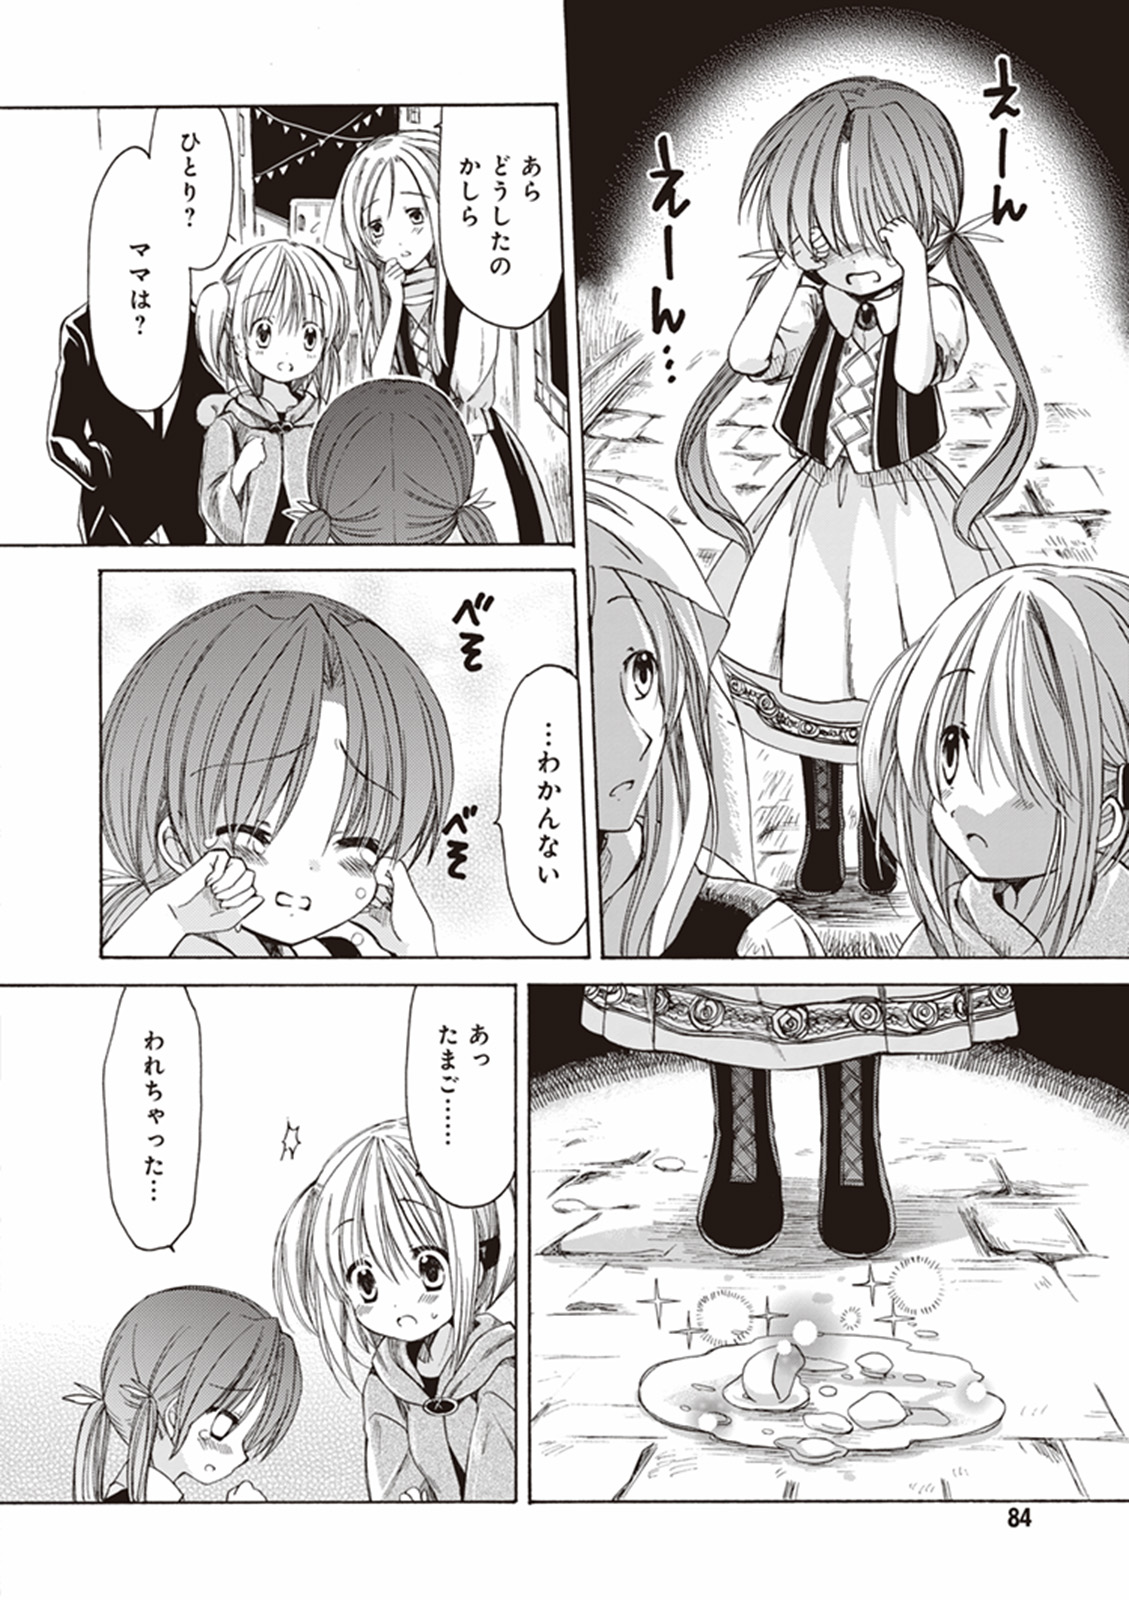 えーん
えーん…
あら
どうしたの
かしら
ひとり？
ママは？
べそ
…わかんない
べそ
あっ
たまご……
われちゃった…
84